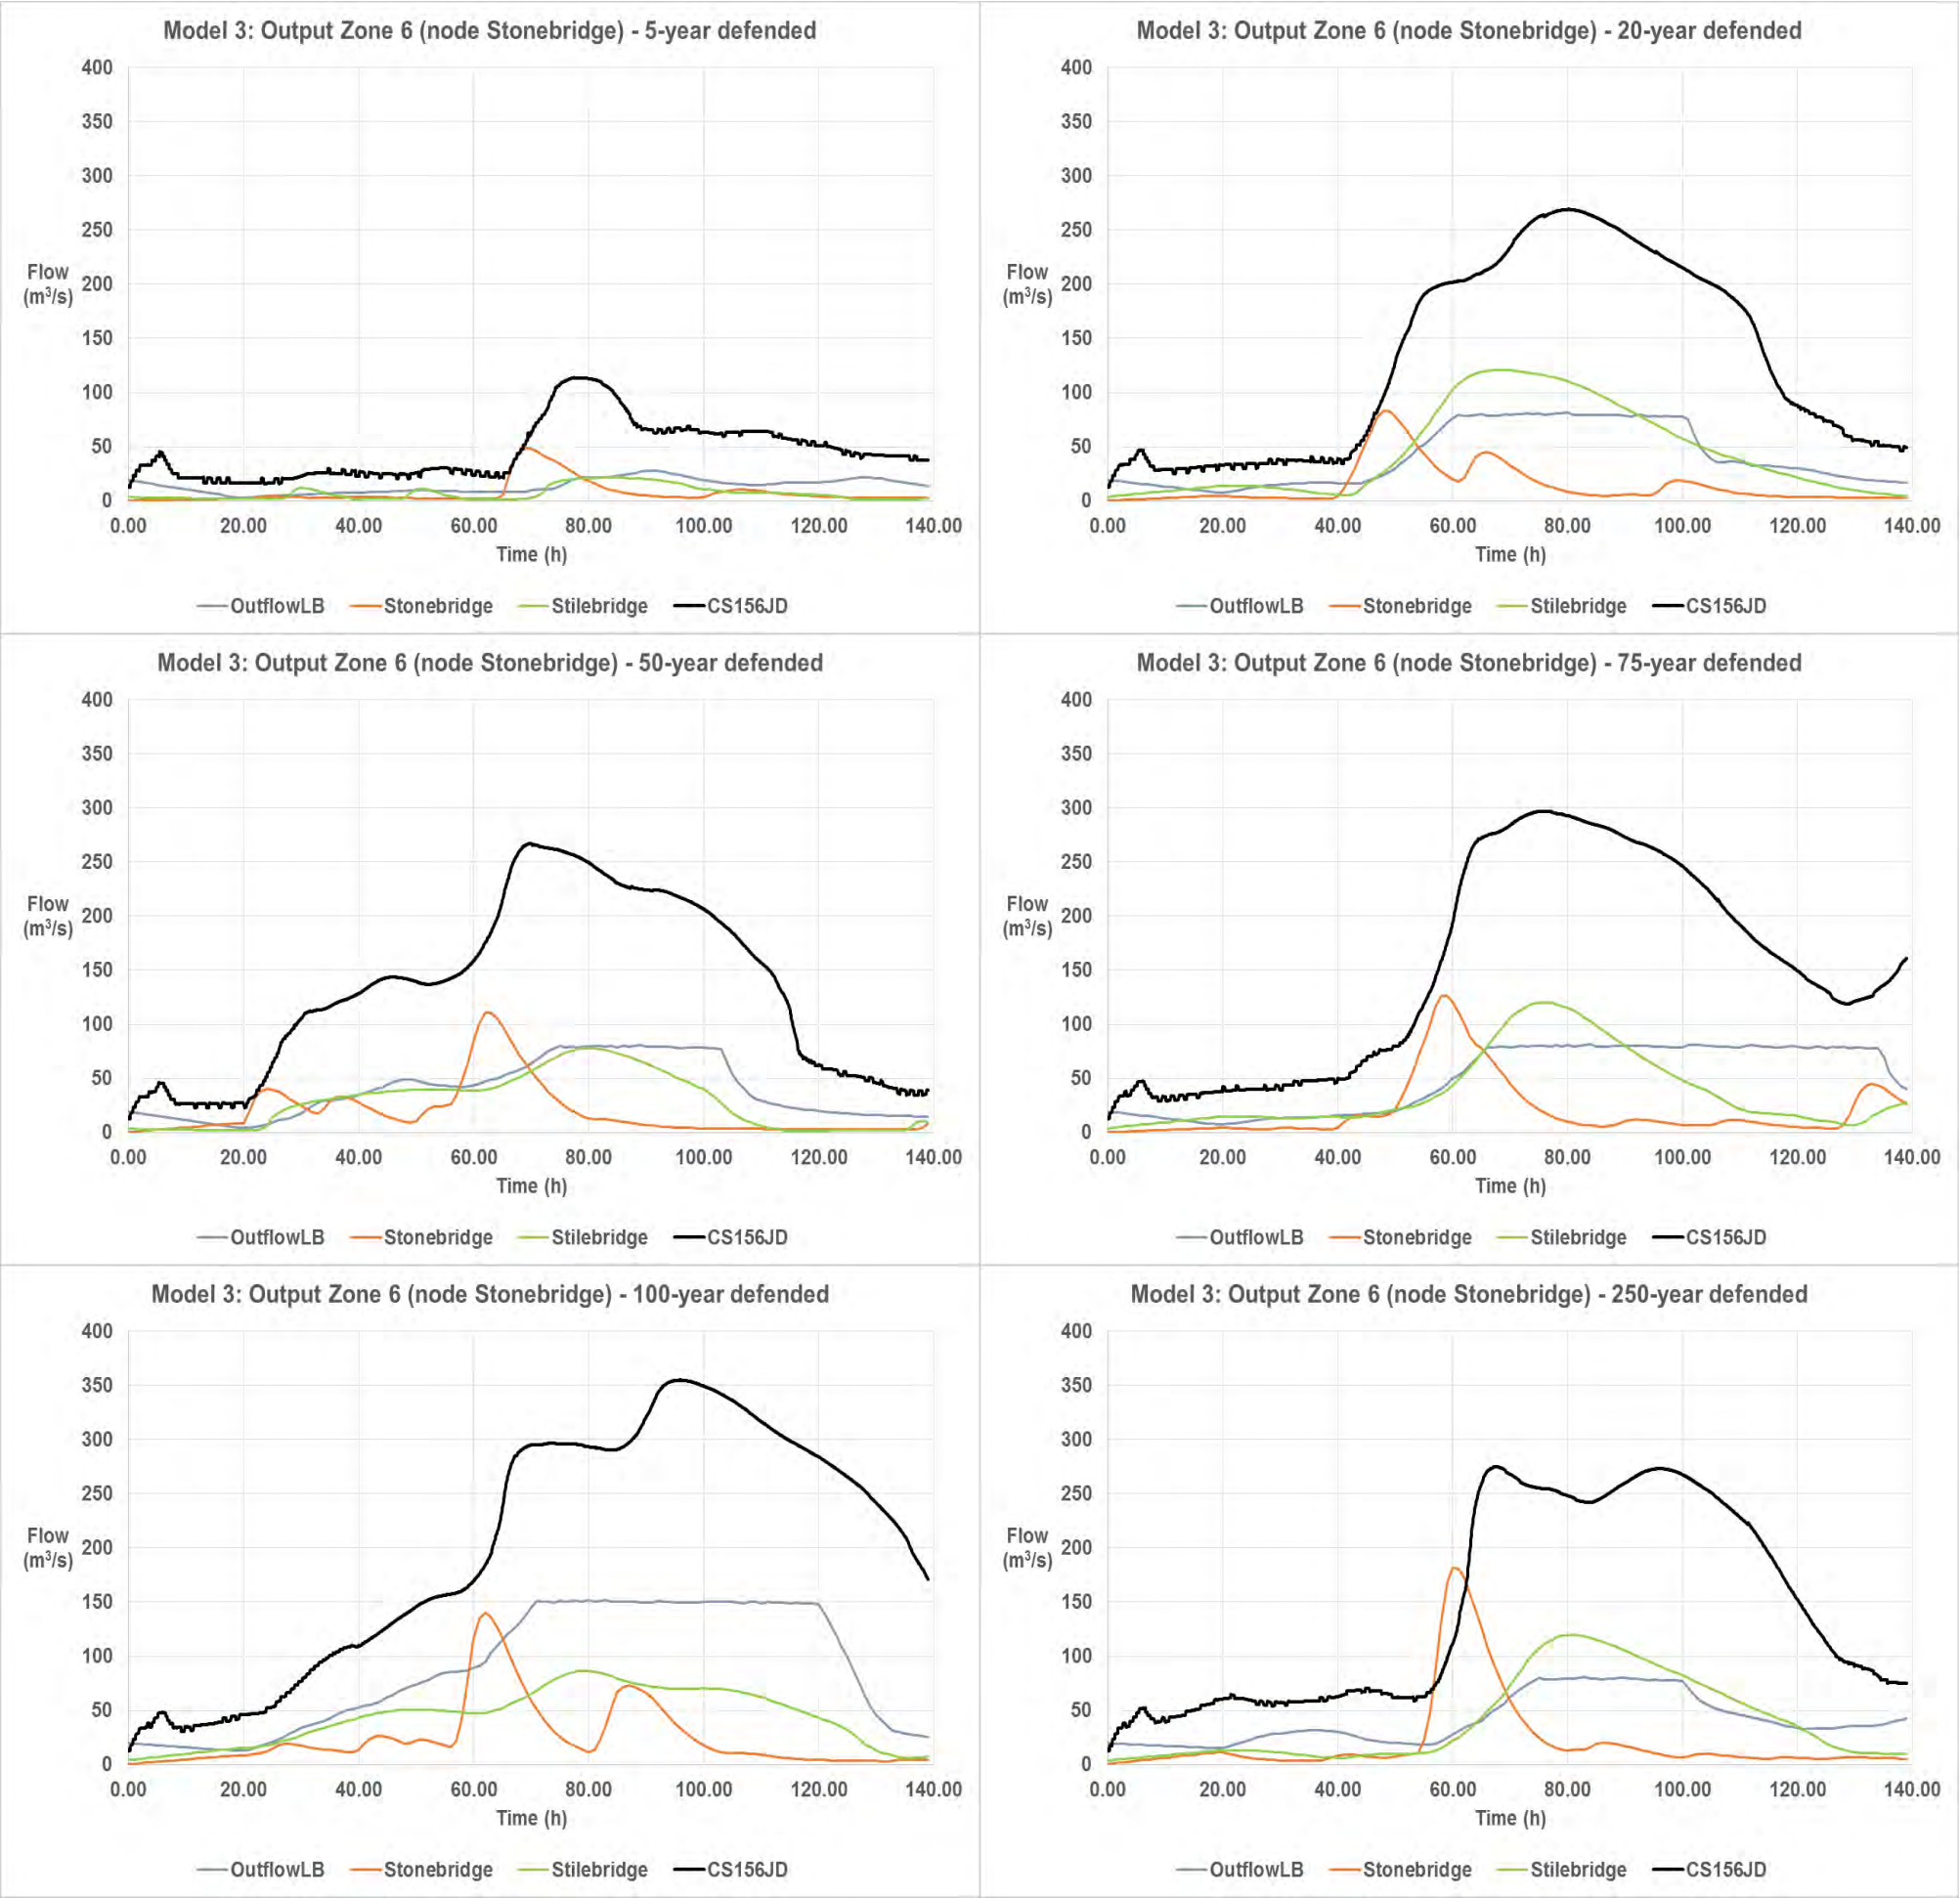 Model 3: Output Zone 6 (node Stonebridge) - 5-year defended
400
350
300
250
Flow
(m³/s)
200
150
100
50
0
0.00 20.00 40.00 60.00 80.00 100.00 120.00 140.00
Time (h)
OutflowLB Stonebridge Stilebridge CS156JD
Model 3: Output Zone 6 (node Stonebridge) - 20-year defended
400
350
300
250
Flow
(m³/s)
200
150
100
50
0
0.00 20.00 40.00 60.00 80.00 100.00 120.00 140.00
Time (h)
OutflowLB Stonebridge Stilebridge CS156JD
Model 3: Output Zone 6 (node Stonebridge) - 50-year defended
400
350
300
250
Flow
(m³/s)
200
150
100
50
0
0.00 20.00 40.00 60.00 80.00 100.00 120.00 140.00
Time (h)
OutflowLB Stonebridge Stilebridge CS156JD
Model 3: Output Zone 6 (node Stonebridge) - 75-year defended
400
350
300
250
Flow
(m³/s)
200
150
100
50
0
0.00 20.00 40.00 60.00 80.00 100.00 120.00 140.00
Time (h)
OutflowLB Stonebridge Stilebridge CS156JD
Model 3: Output Zone 6 (node Stonebridge) - 100-year defended
400
350
300
250
Flow
(m³/s)
200
150
100
50
0
0.00 20.00 40.00 60.00 80.00 100.00 120.00 140.00
Time (h)
OutflowLB Stonebridge Stilebridge CS156JD
Model 3: Output Zone 6 (node Stonebridge) - 250-year defended
400
350
300
250
Flow
(m³/s)
200
150
100
50
0
0.00 20.00 40.00 60.00 80.00 100.00 120.00 140.00
Time (h)
OutflowLB Stonebridge Stilebridge CS156JD